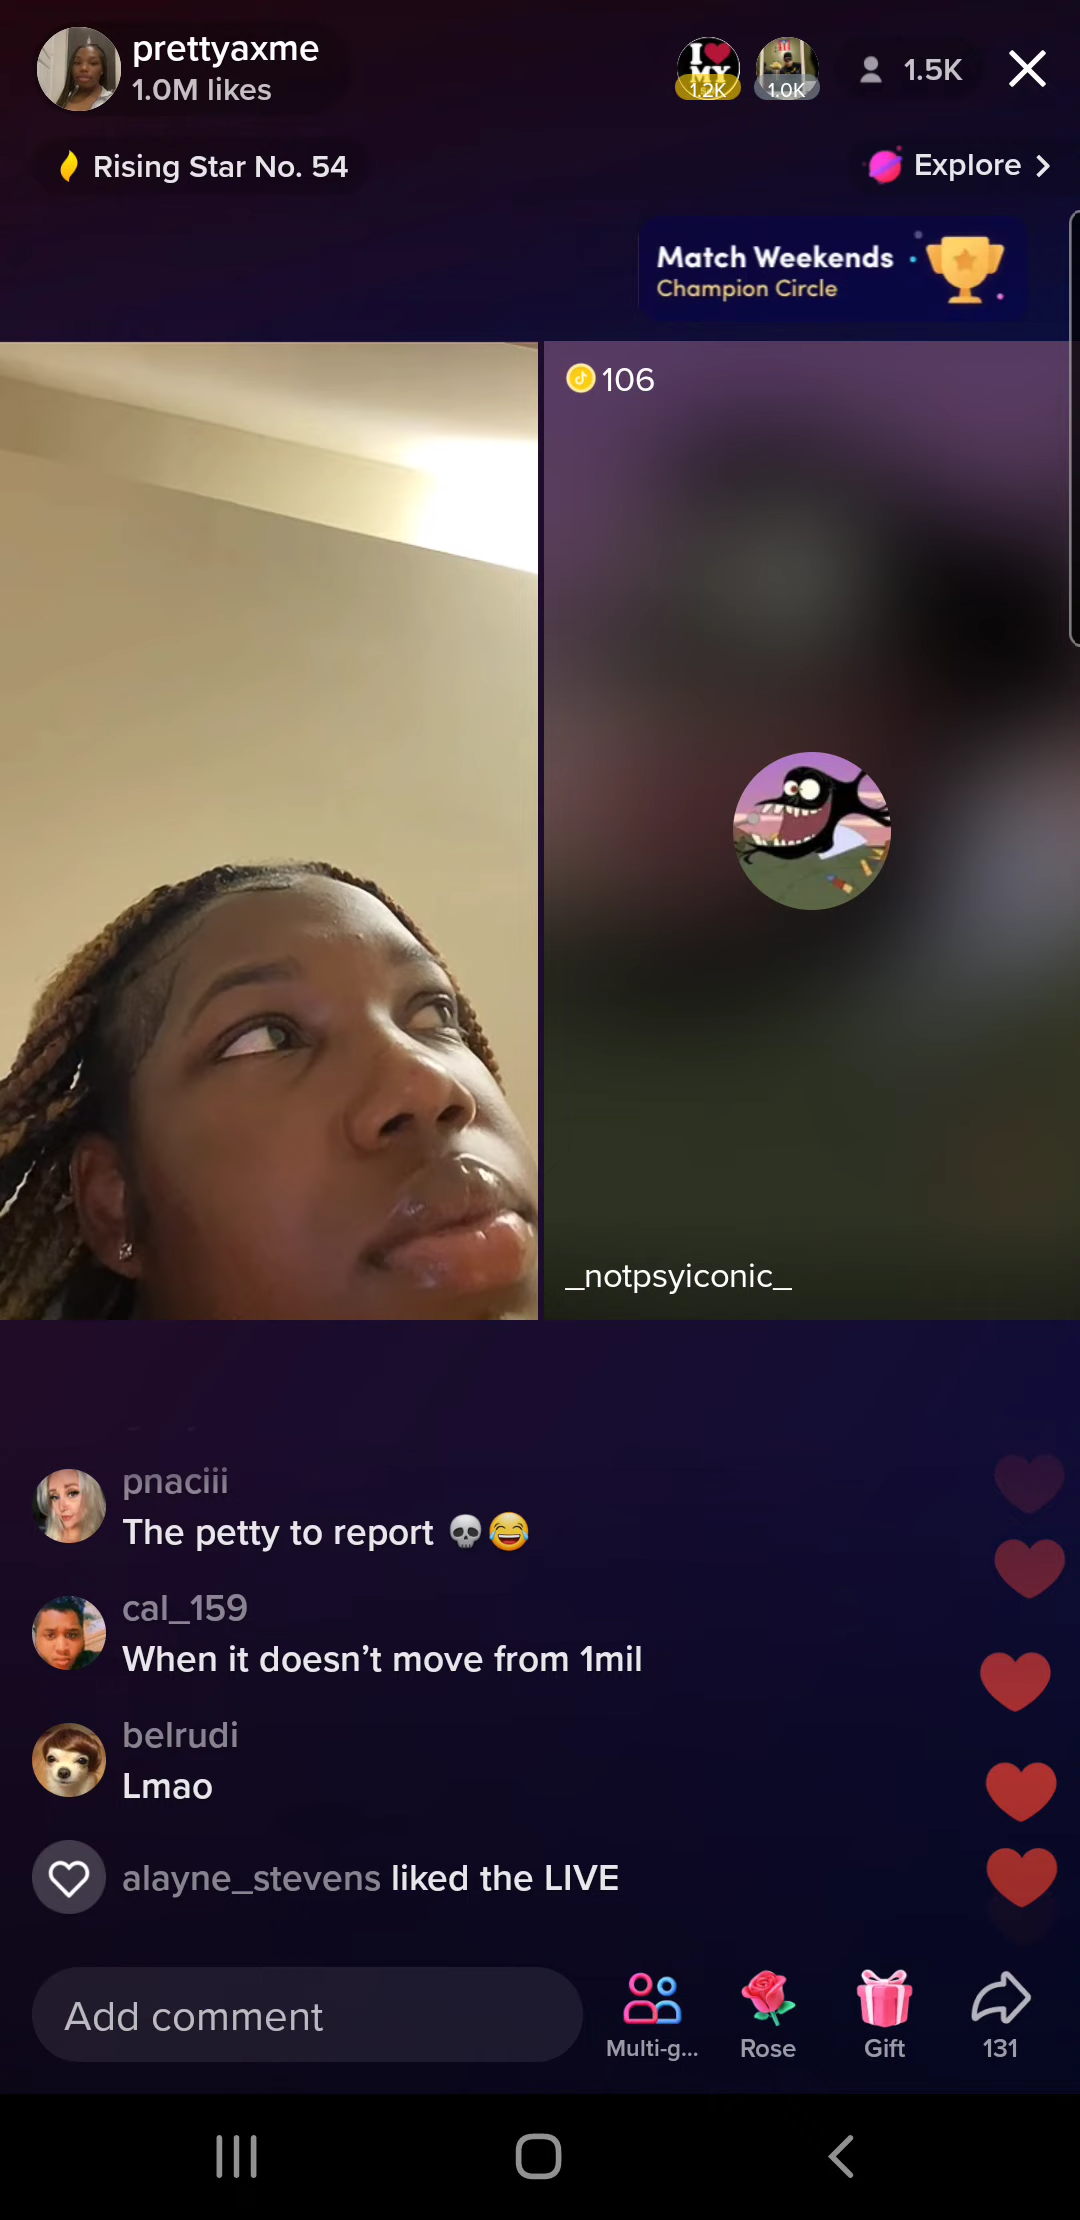 prettyaxme
1.0M likes
I ❤ MY
1.2K
1.0K
1.5K
Rising Star No. 54
Explore
Match Weekends
Champion Circle
106
_notpsyiconic_
pnaciii
The petty to report 💀😂
cal_159
When it doesn’t move from 1mil
belrudi
Lmao
alayne_stevens liked the LIVE
Add comment
Multi-g...
Rose
Gift
131